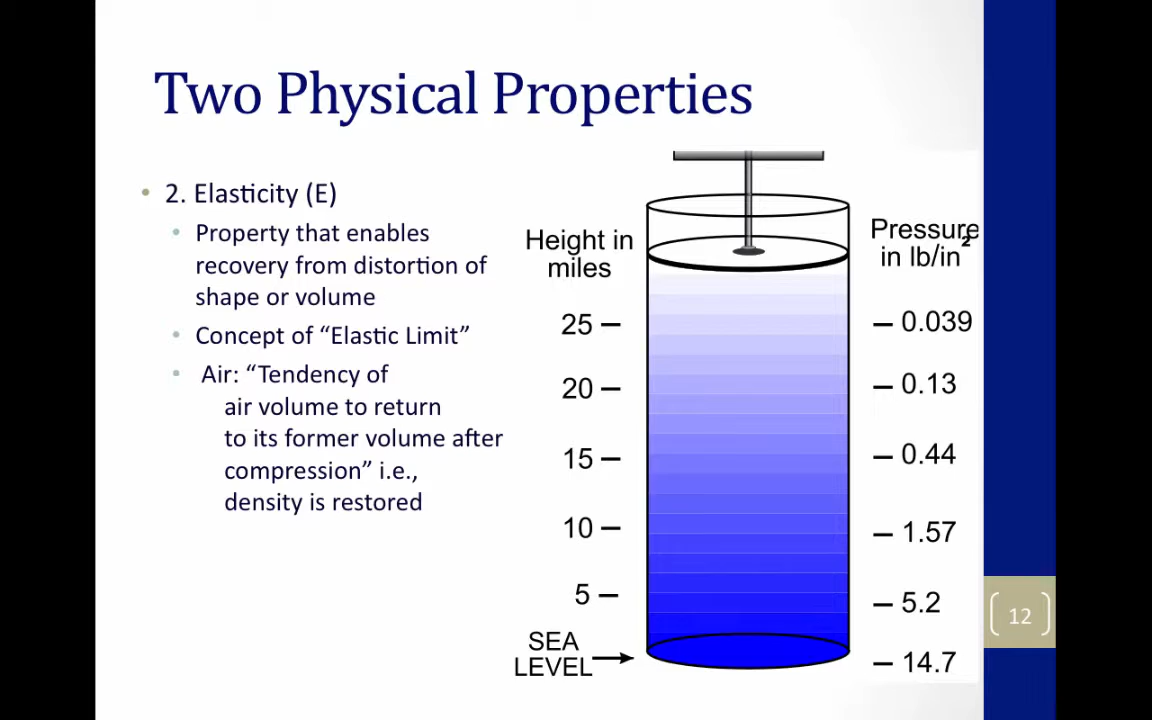 Two Physical Properties
• 2. Elasticity (E)
• Property that enables
recovery from distortion of
shape or volume
• Concept of “Elastic Limit”
• Air: “Tendency of
air volume to return
to its former volume after
compression” i.e.,
density is restored
Height in
miles
25
20
15
10
5
SEA
LEVEL
Pressure
in lb/in²
0.039
0.13
0.44
1.57
5.2
14.7
12